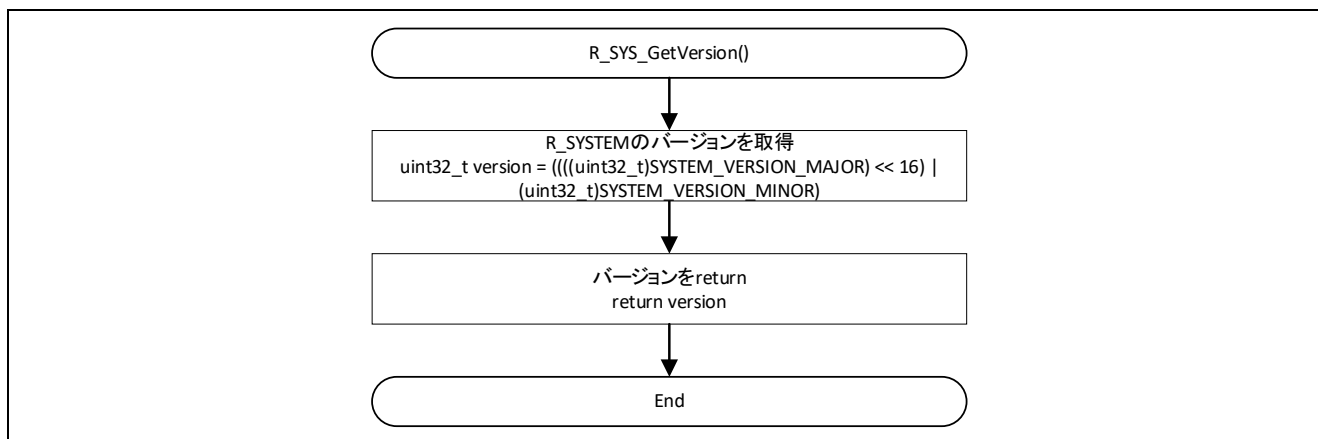 R_SYS_GetVersion()
R_SYSTEMのバージョンを取得
uint32_t version = ((((uint32_t)SYSTEM_VERSION_MAJOR) << 16) |
(uint32_t)SYSTEM_VERSION_MINOR)
バージョンをreturn
return version
End